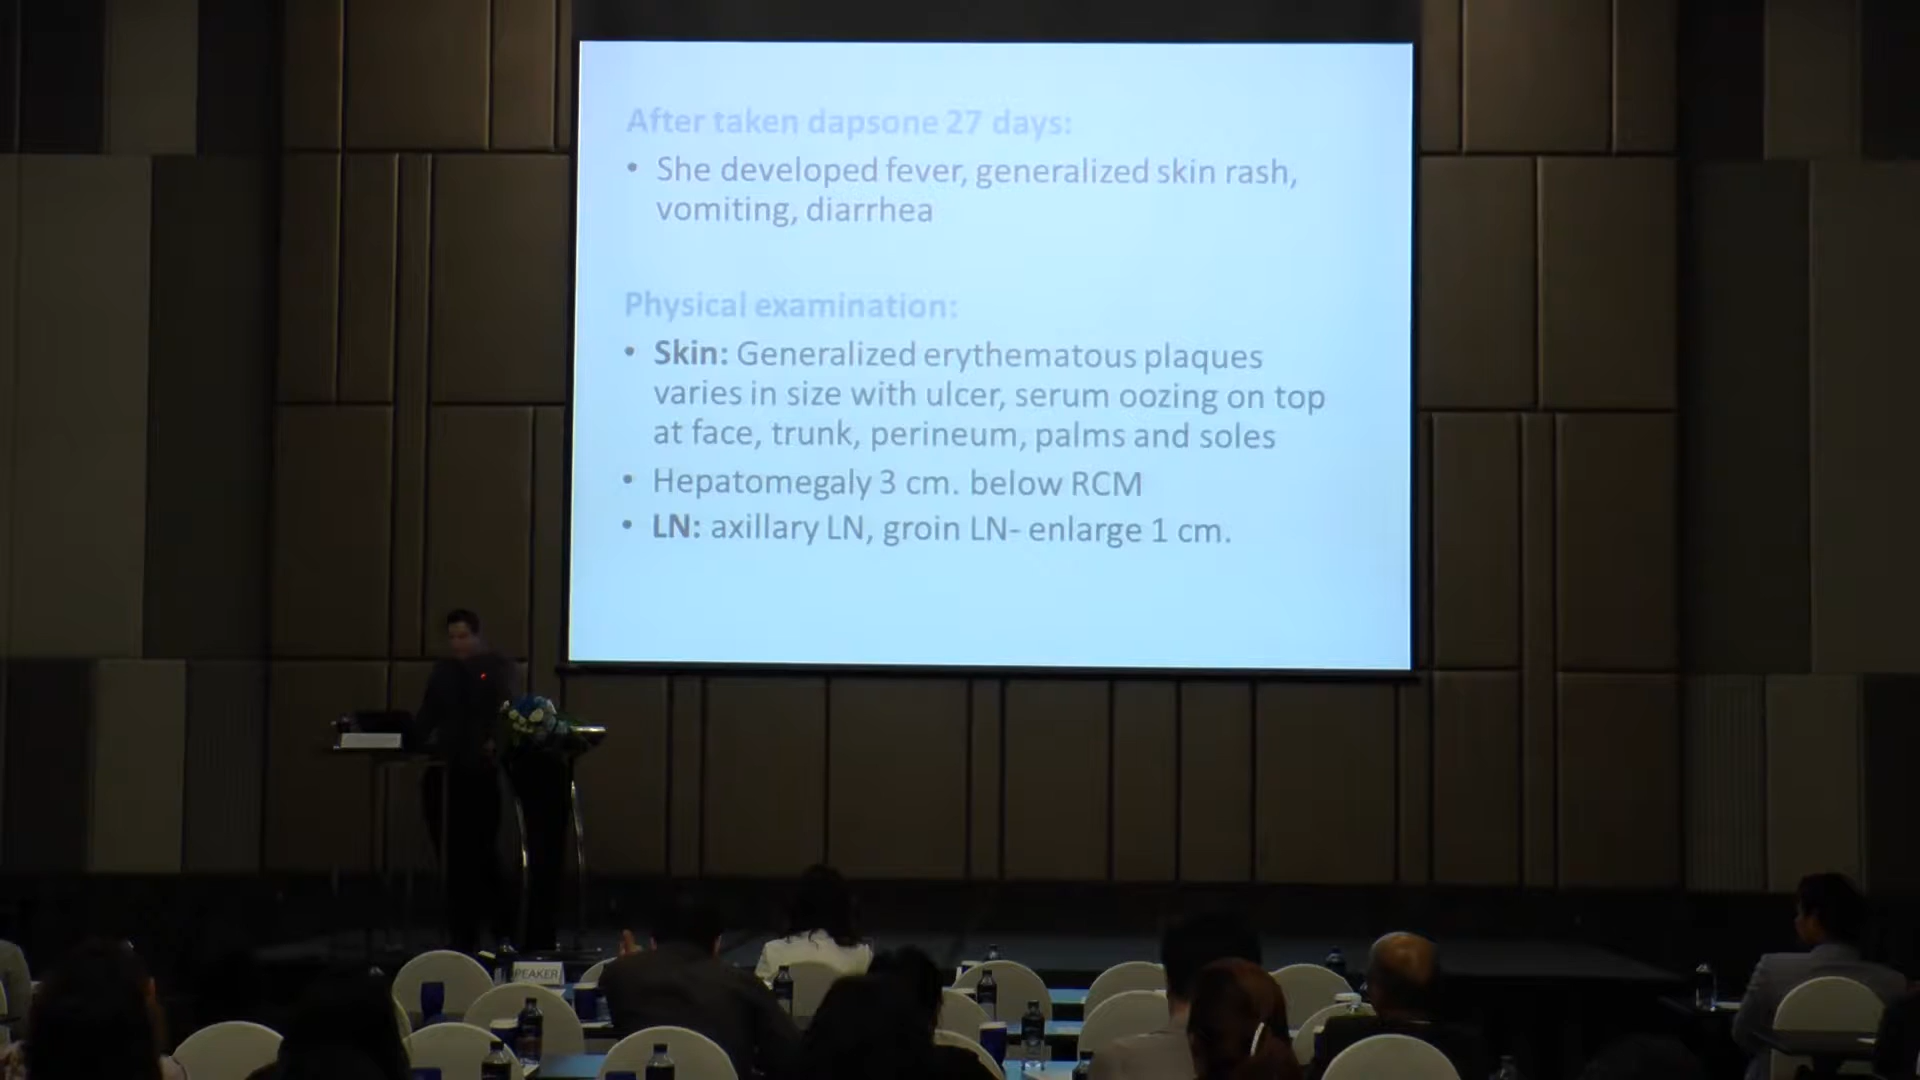 After taken dapsone 27 days:
• She developed fever, generalized skin rash,
vomiting, diarrhea
Physical examination:
• Skin: Generalized erythematous plaques
varies in size with ulcer, serum oozing on top
at face, trunk, perineum, palms and soles
• Hepatomegaly 3 cm. below RCM
• LN: axillary LN, groin LN- enlarge 1 cm.
SPEAKER